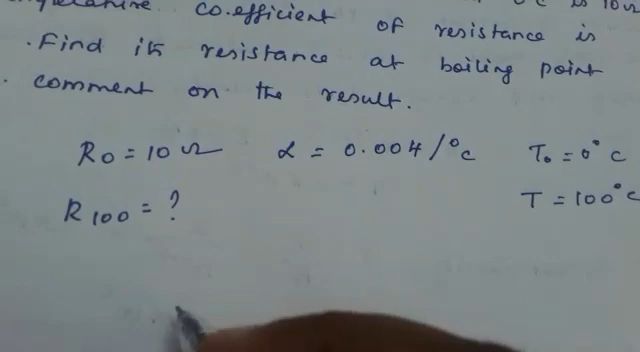 co.efficient of resistance is
. Find its resistance at boiling point
. comment on the result.
R0 = 10 Ω α = 0.004/°c T0 = 0°c
R100 = ? T = 100°c